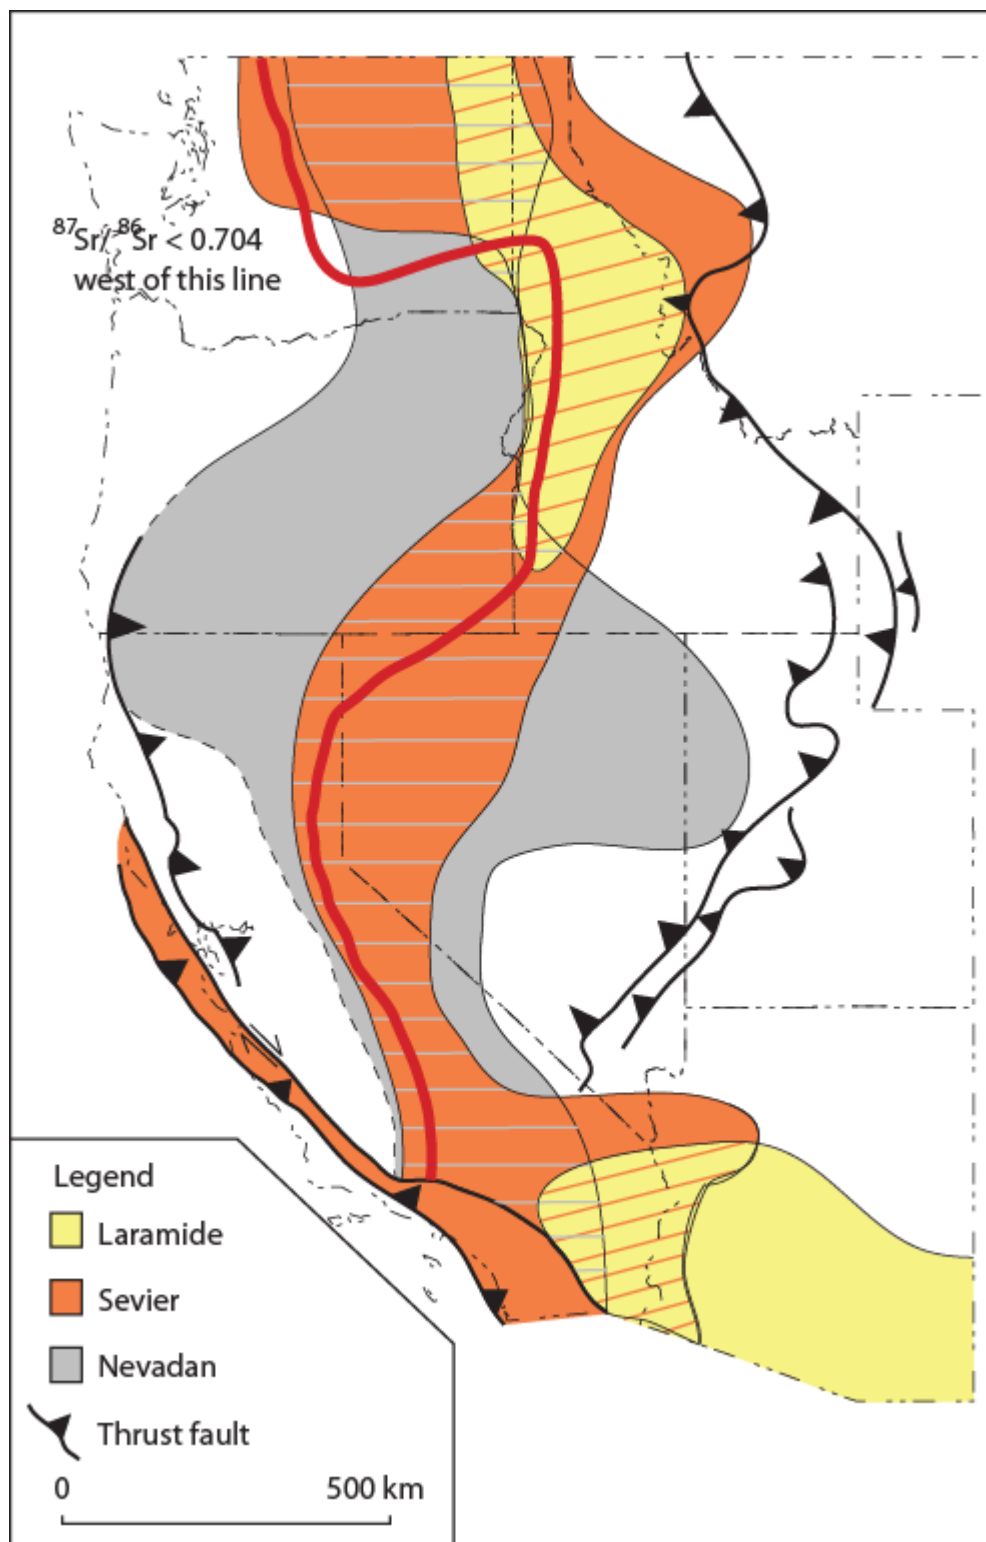 ⁸⁷Sr/⁸⁶Sr < 0.704
west of this line
Legend
Laramide
Sevier
Nevadan
Thrust fault
0 500 km